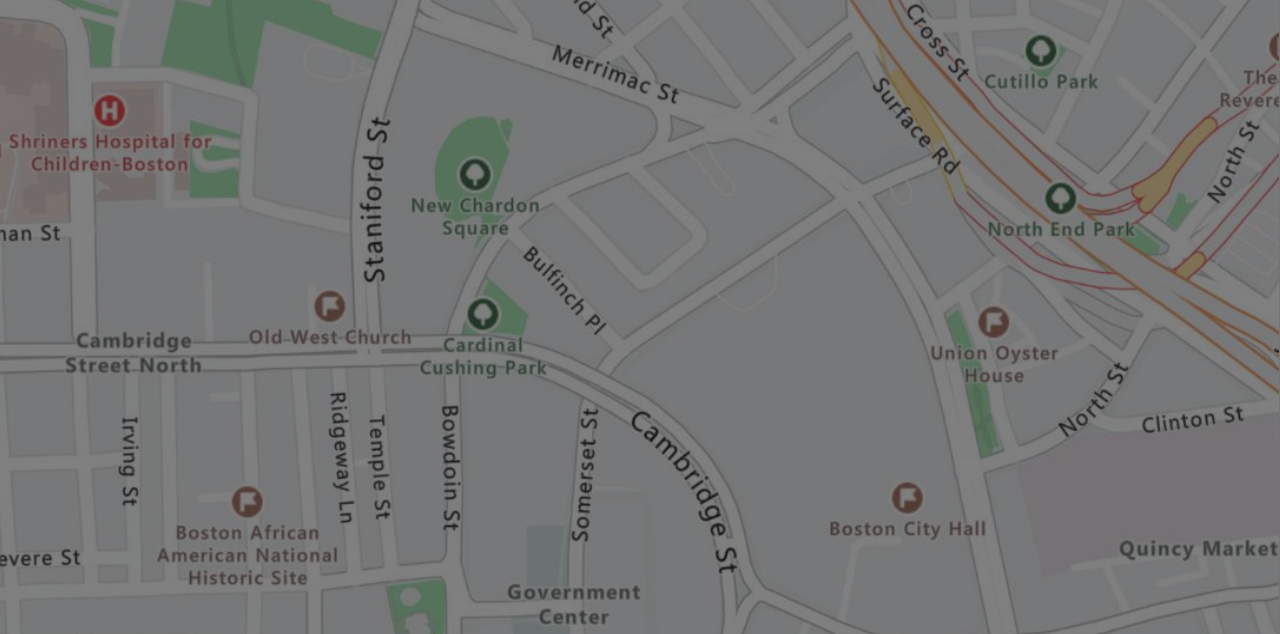 Cross St
Merrimac St
Cutillo Park
The
Revere
Surface Rd
Shriners Hospital for
Children-Boston
Staniford St
North St
New Chardon
Square
North End Park
Bulfinch Pl
Old West Church
Cambridge
Street North
Cardinal
Cushing Park
Union Oyster
House
North St
Clinton St
Irving St
Ridgeway Ln
Temple St
Bowdoin St
Somerset St
Cambridge St
Boston African
American National
Historic Site
Boston City Hall
Quincy Market
evere St
Government
Center